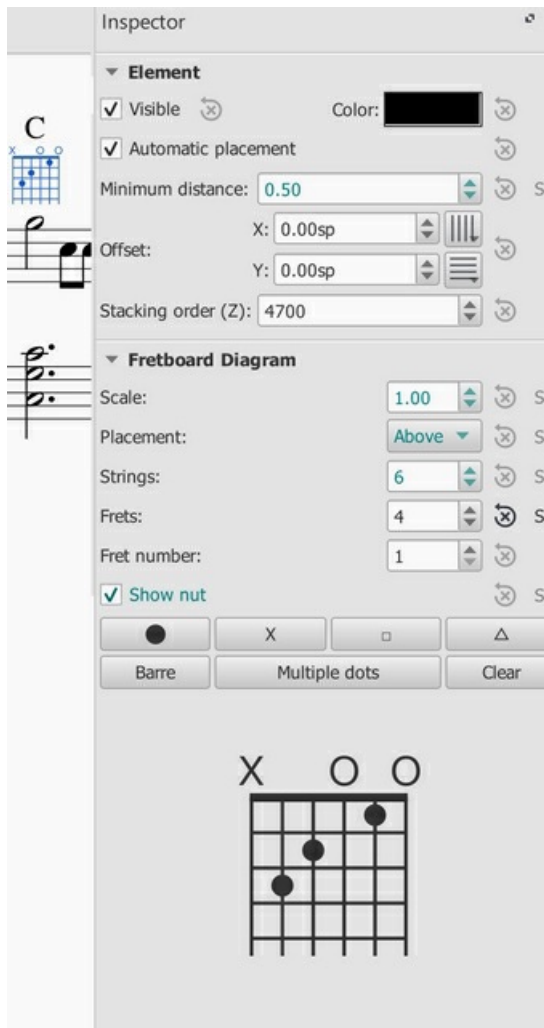 Inspector
Element
Visible
Color:
Automatic placement
Minimum distance: 0.50 S
Offset:
X: 0.00sp
Y: 0.00sp
Stacking order (Z): 4700
Fretboard Diagram
Scale: 1.00 S
Placement: Above S
Strings: 6 S
Frets: 4 S
Fret number: 1
Show nut S
X
Barre Multiple dots Clear
X O O
C
X O O